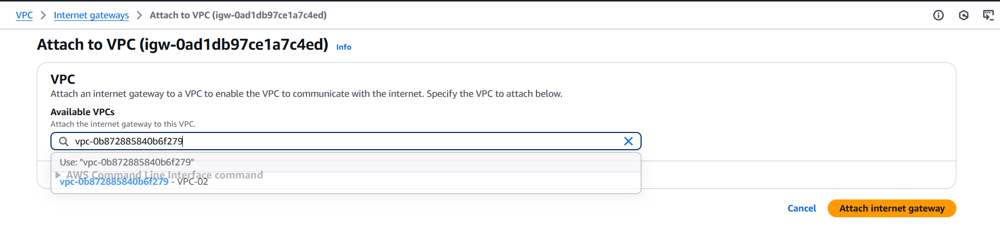 VPC > Internet gateways > Attach to VPC (igw-0ad1db97ce1a7c4ed)
Attach to VPC (igw-0ad1db97ce1a7c4ed) Info
VPC
Attach an internet gateway to a VPC to enable the VPC to communicate with the internet. Specify the VPC to attach below.
Available VPCs
Attach the internet gateway to this VPC.
vpc-0b872885840b6f279
Use: "vpc-0b872885840b6f279"
AWS Command Line Interface command
vpc-0b872885840b6f279 - VPC-02
Cancel Attach internet gateway